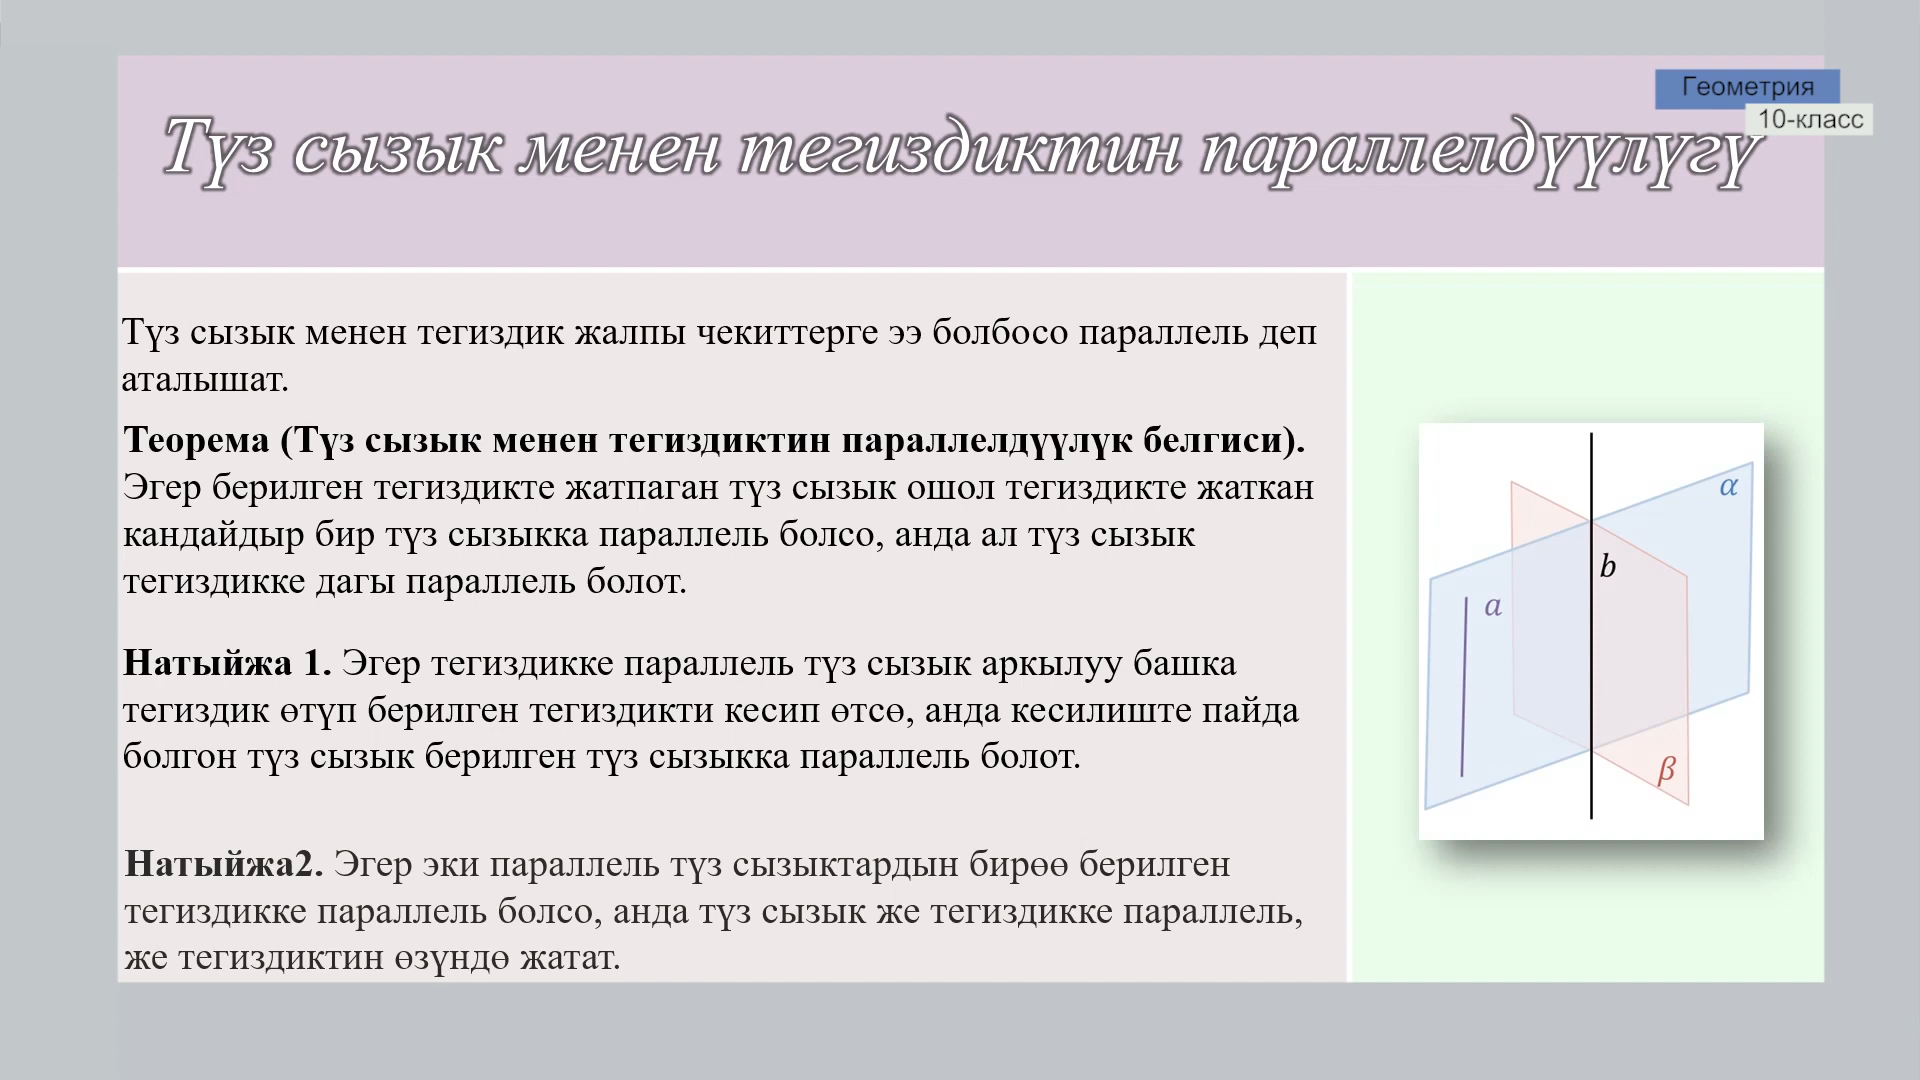 Геометрия
10-класс
Түз сызык менен тегиздиктин параллелдүүлүгү
Түз сызык менен тегиздик жалпы чекиттерге ээ болбосо параллель деп
аталышат.
Теорема (Түз сызык менен тегиздиктин параллелдүүлүк белгиси).
Эгер берилген тегиздикте жатпаган түз сызык ошол тегиздикте жаткан
кандайдыр бир түз сызыкка параллель болсо, анда ал түз сызык
тегиздикке дагы параллель болот.
Натыйжа 1. Эгер тегиздикке параллель түз сызык аркылуу башка
тегиздик өтүп берилген тегиздикти кесип өтсө, анда кесилиште пайда
болгон түз сызык берилген түз сызыкка параллель болот.
Натыйжа2. Эгер эки параллель түз сызыктардын бирөө берилген
тегиздикке параллель болсо, анда түз сызык же тегиздикке параллель,
же тегиздиктин өзүндө жатат.
α
b
a
β